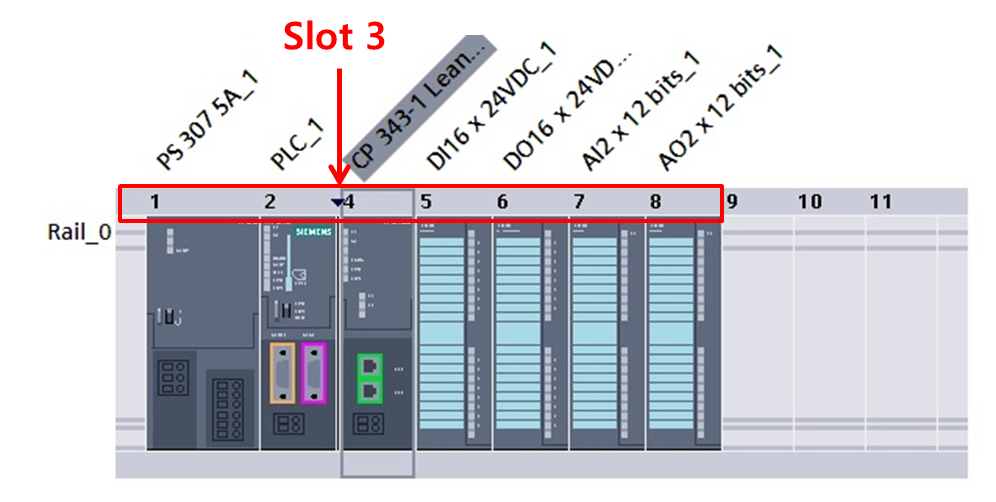 Slot 3
PS 307 5A_1
PLC_1
CP 343-1 Lean...
DI16 x 24VDC_1
DO16 x 24VD...
AI2 x 12 bits_1
AO2 x 12 bits_1
1 2 4 5 6 7 8 9 10 11
Rail_0
SIEMENS